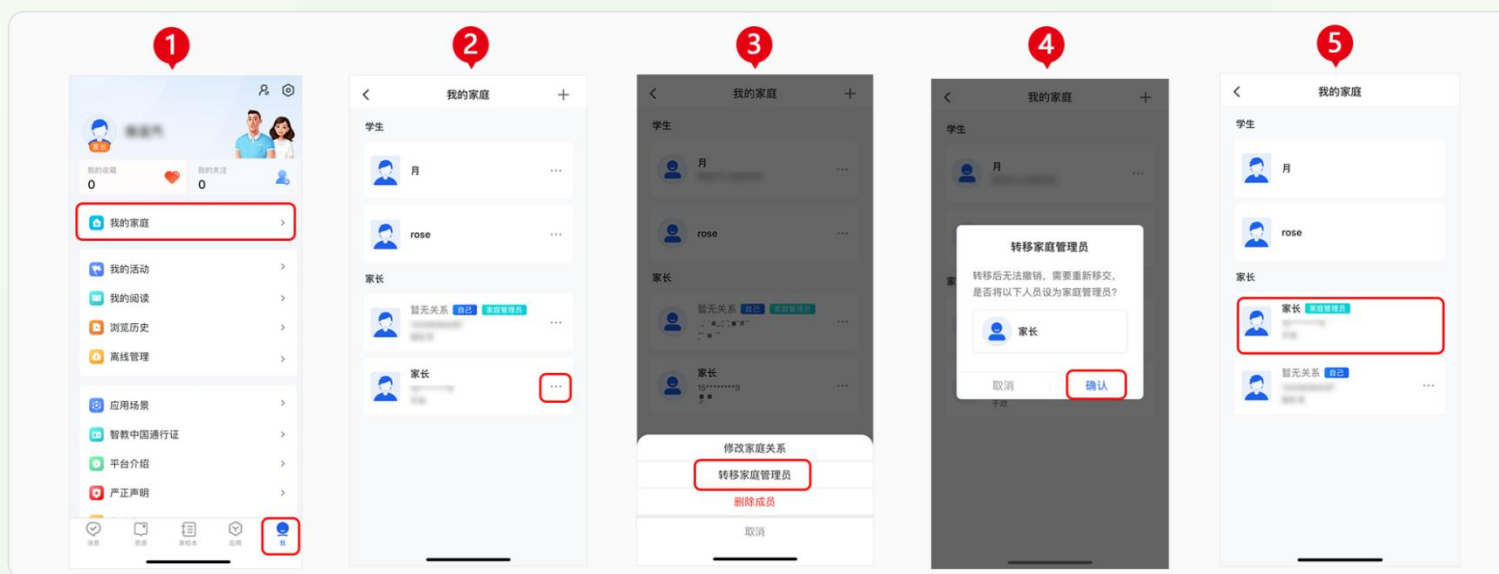 1
我的收藏
0
我的关注
0
家长
我的家庭
我的活动
我的阅读
浏览历史
离线管理
应用场景
智教中国通行证
平台介绍
严正声明
消息
资源
家校本
应用
我
2
我的家庭
学生
月
rose
家长
暂无关系 自己 家庭管理员
家长
3
我的家庭
学生
月
rose
家长
暂无关系 自己 家庭管理员
家长
修改家庭关系
转移家庭管理员
删除成员
取消
4
我的家庭
学生
月
转移家庭管理员
转移后无法撤销，需要重新移交，
是否将以下人员设为家庭管理员？
家长
取消
确认
5
我的家庭
学生
月
rose
家长
家长 家庭管理员
暂无关系 自己